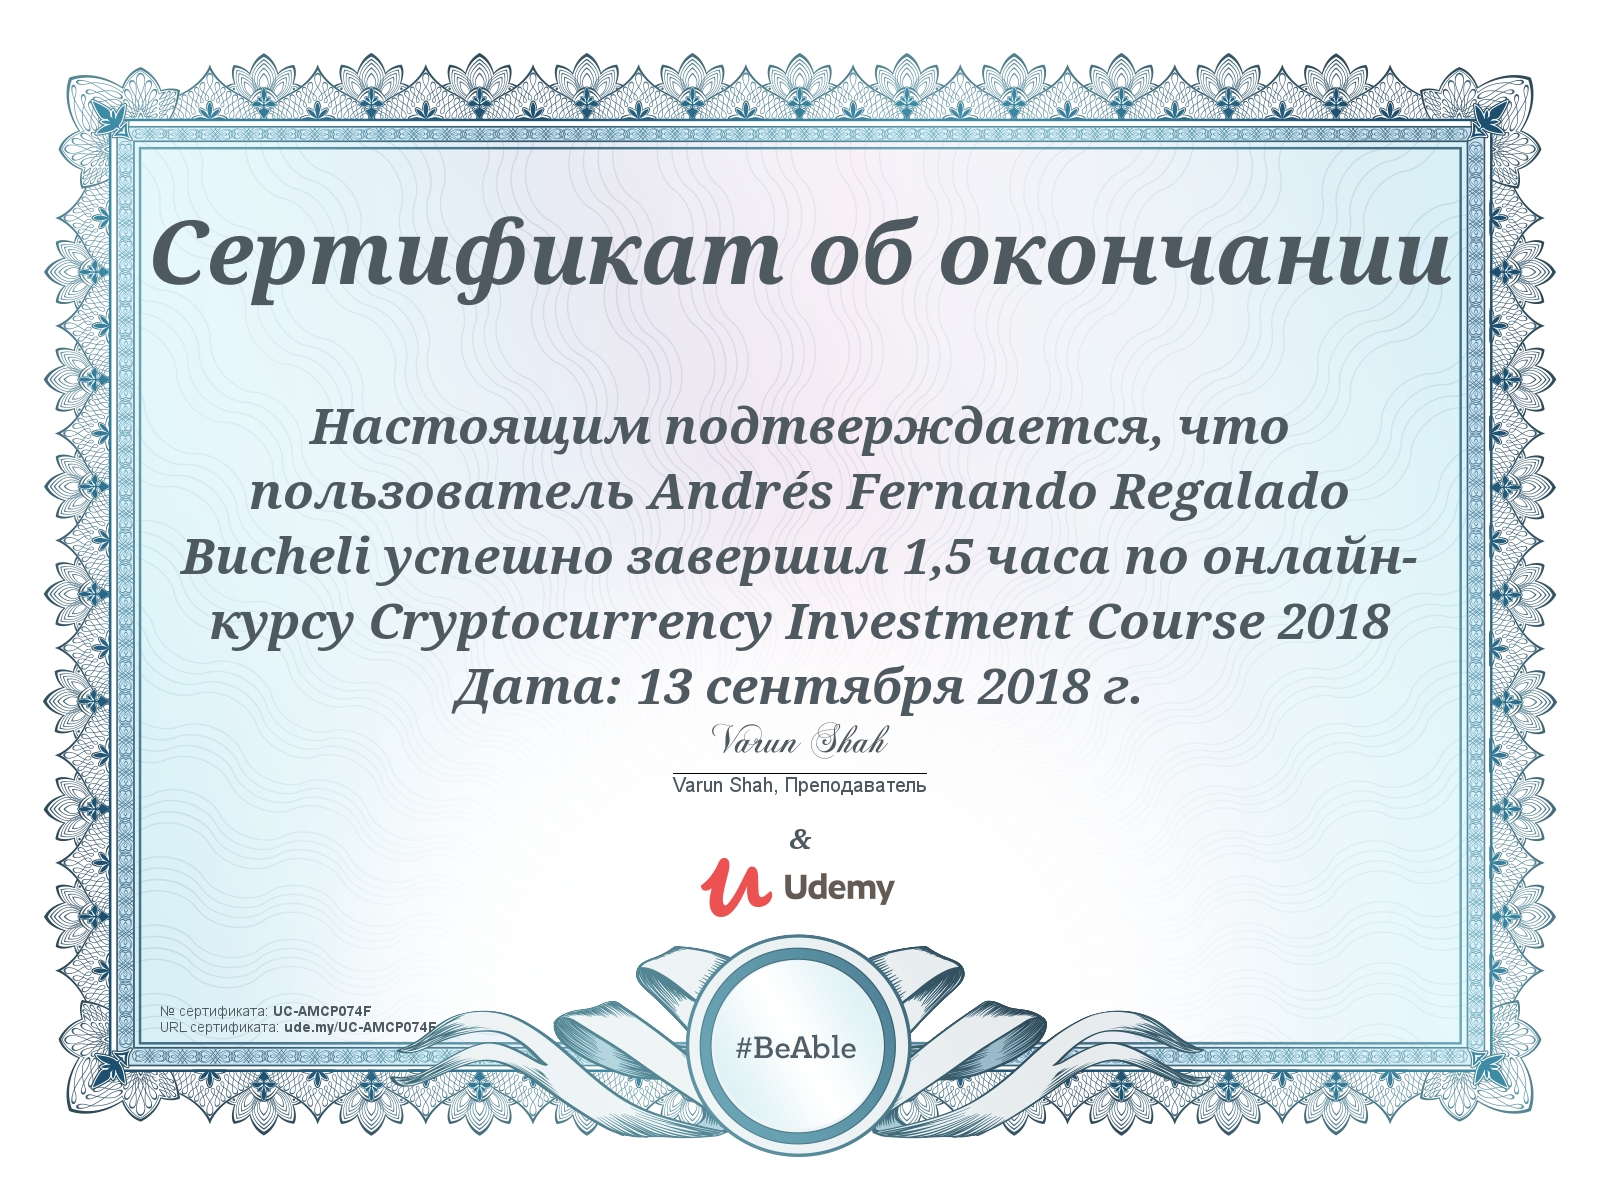 Сертификат об окончании
Настоящим подтверждается, что
пользователь Andrés Fernando Regalado
Bucheli успешно завершил 1,5 часа по онлайн-
курсу Cryptocurrency Investment Course 2018
Дата: 13 сентября 2018 г.
Varun Shah
Varun Shah, Преподаватель
&
Udemy
#BeAble
№ сертификата: UC-AMCP074F
URL сертификата: ude.my/UC-AMCP074F